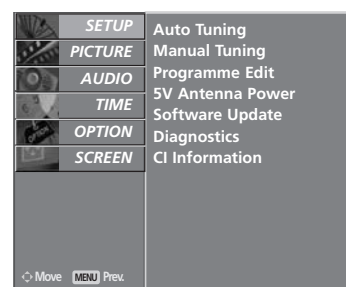 SETUP
PICTURE
AUDIO
TIME
OPTION
SCREEN
Auto Tuning
Manual Tuning
Programme Edit
5V Antenna Power
Software Update
Diagnostics
CI Information
Move MENU Prev.